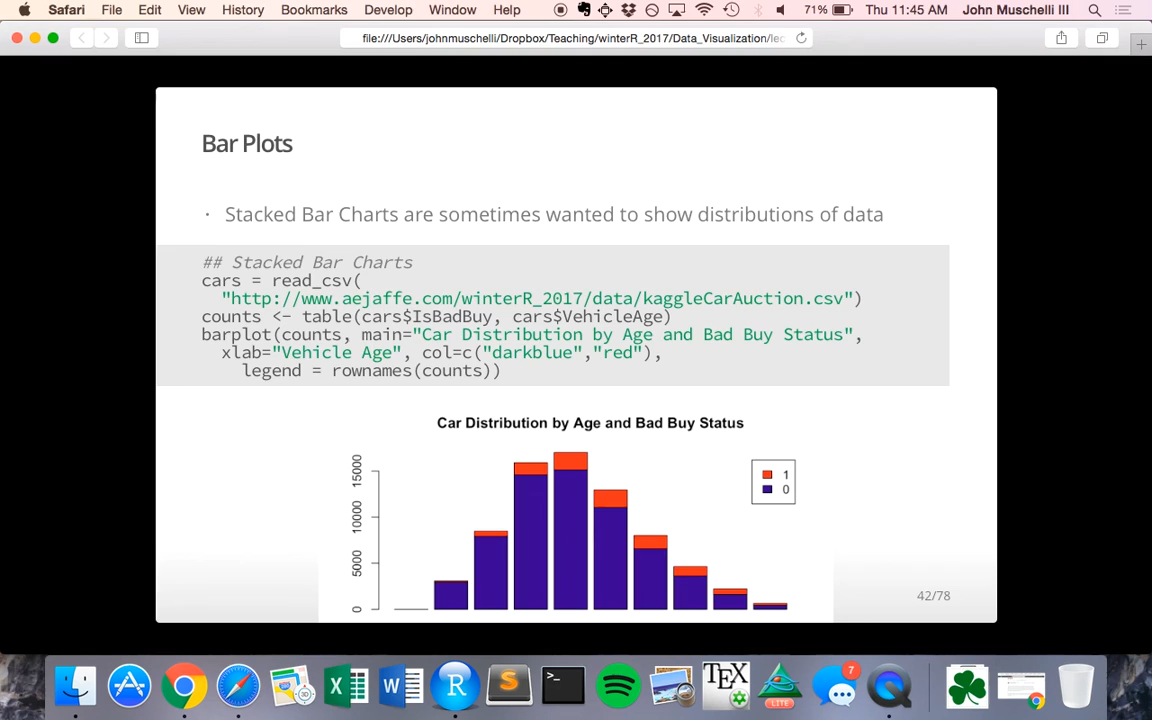 Safari File Edit View History Bookmarks Develop Window Help 71% Thu 11:45 AM John Muschelli III
file:///Users/johnmuschelli/Dropbox/Teaching/winterR_2017/Data_Visualization/lec
Bar Plots
· Stacked Bar Charts are sometimes wanted to show distributions of data
## Stacked Bar Charts
cars = read_csv(
"http://www.aejaffe.com/winterR_2017/data/kaggleCarAuction.csv")
counts <- table(cars$IsBadBuy, cars$VehicleAge)
barplot(counts, main="Car Distribution by Age and Bad Buy Status",
xlab="Vehicle Age", col=c("darkblue","red"),
legend = rownames(counts))
Car Distribution by Age and Bad Buy Status
15000
10000
5000
0
1
0
42/78
W
R
S
>_
TEX
LITE
7